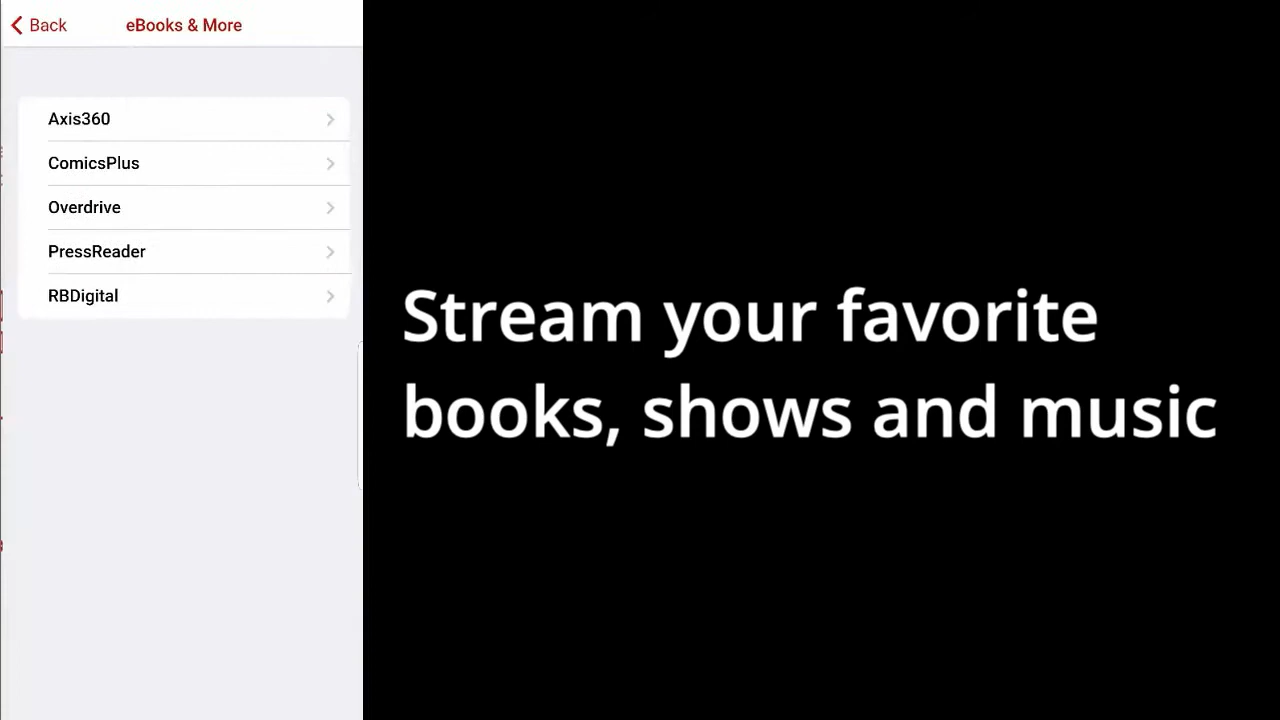 Back
eBooks & More
Axis360
ComicsPlus
Overdrive
PressReader
RBDigital
Stream your favorite
books, shows and music